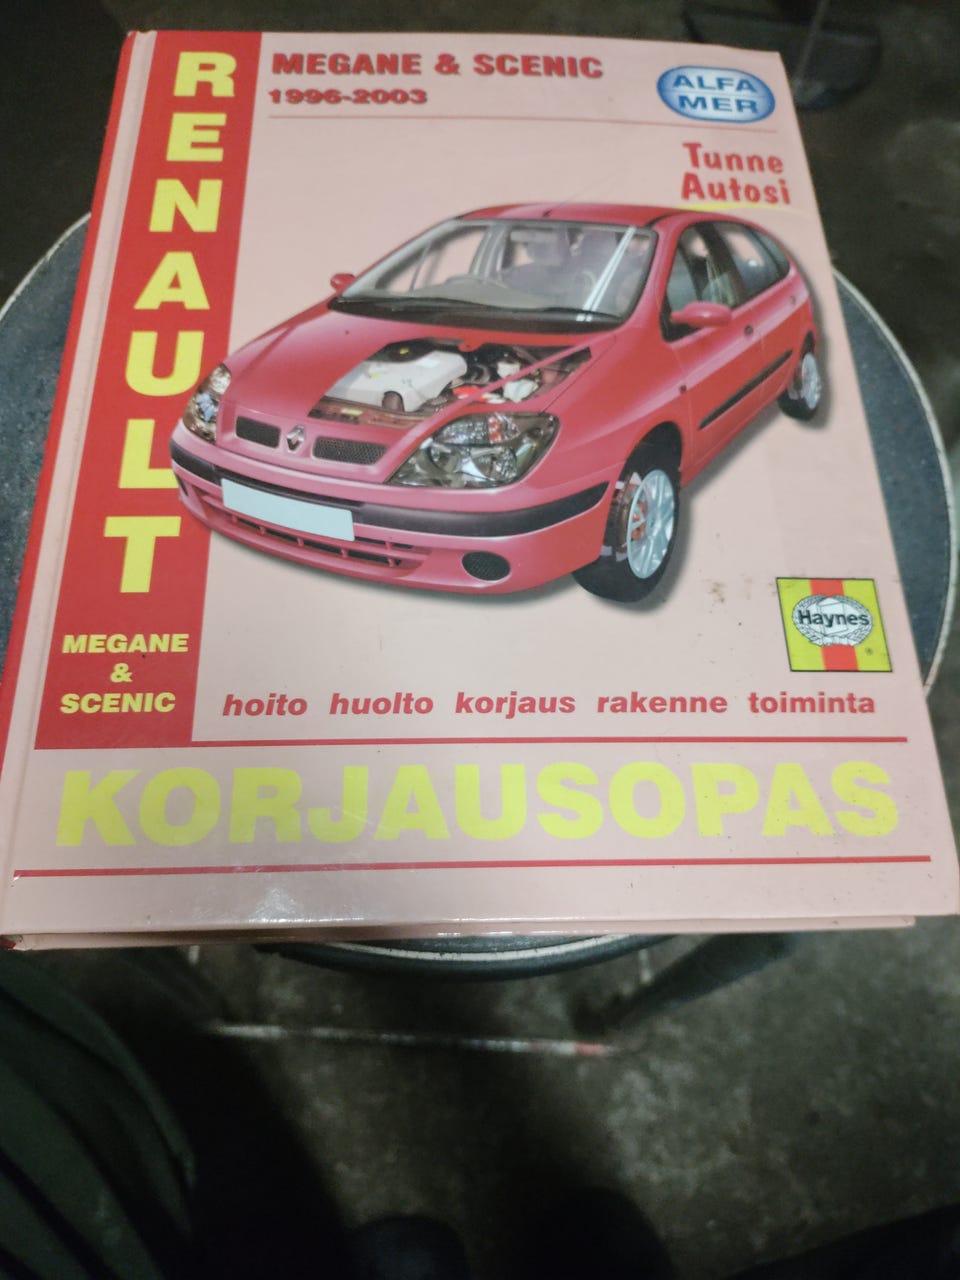 RENAULT
MEGANE
&
SCENIC
MEGANE & SCENIC
1996-2003
ALFA
MER
Tunne
Autosi
Haynes
®
hoito huolto korjaus rakenne toiminta
KORJAUSOPAS